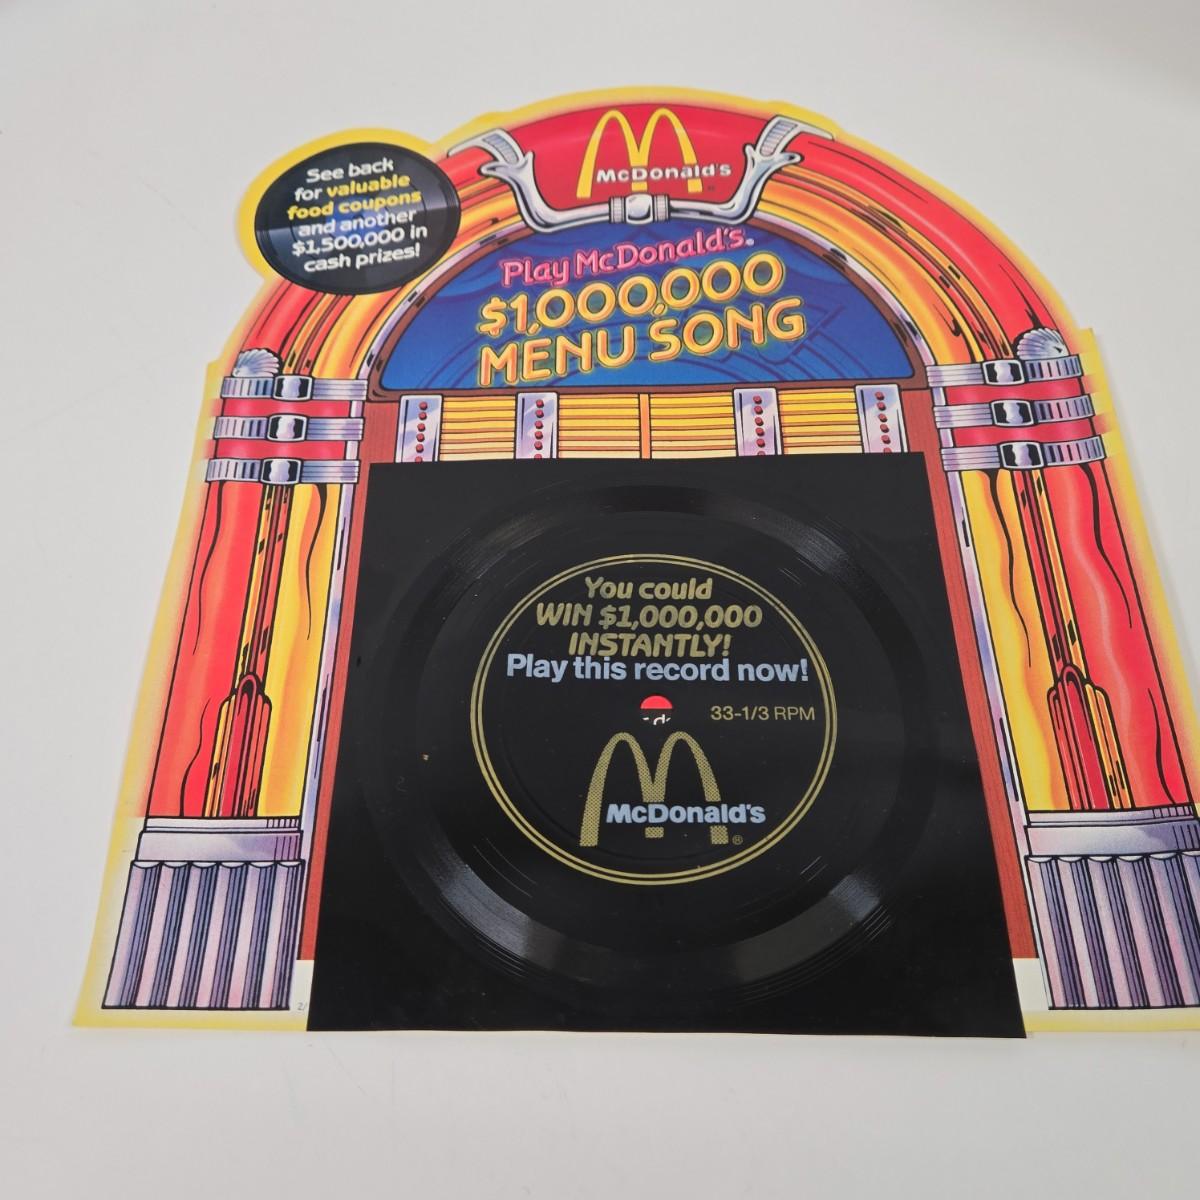 See back
for valuable
food coupons
and another
$1,500,000 in
cash prizes!
McDonald's
Play McDonald's®
$1,000,000
MENU SONG
You could
WIN $1,000,000
INSTANTLY!
Play this record now!
33-1/3 RPM
McDonald's®